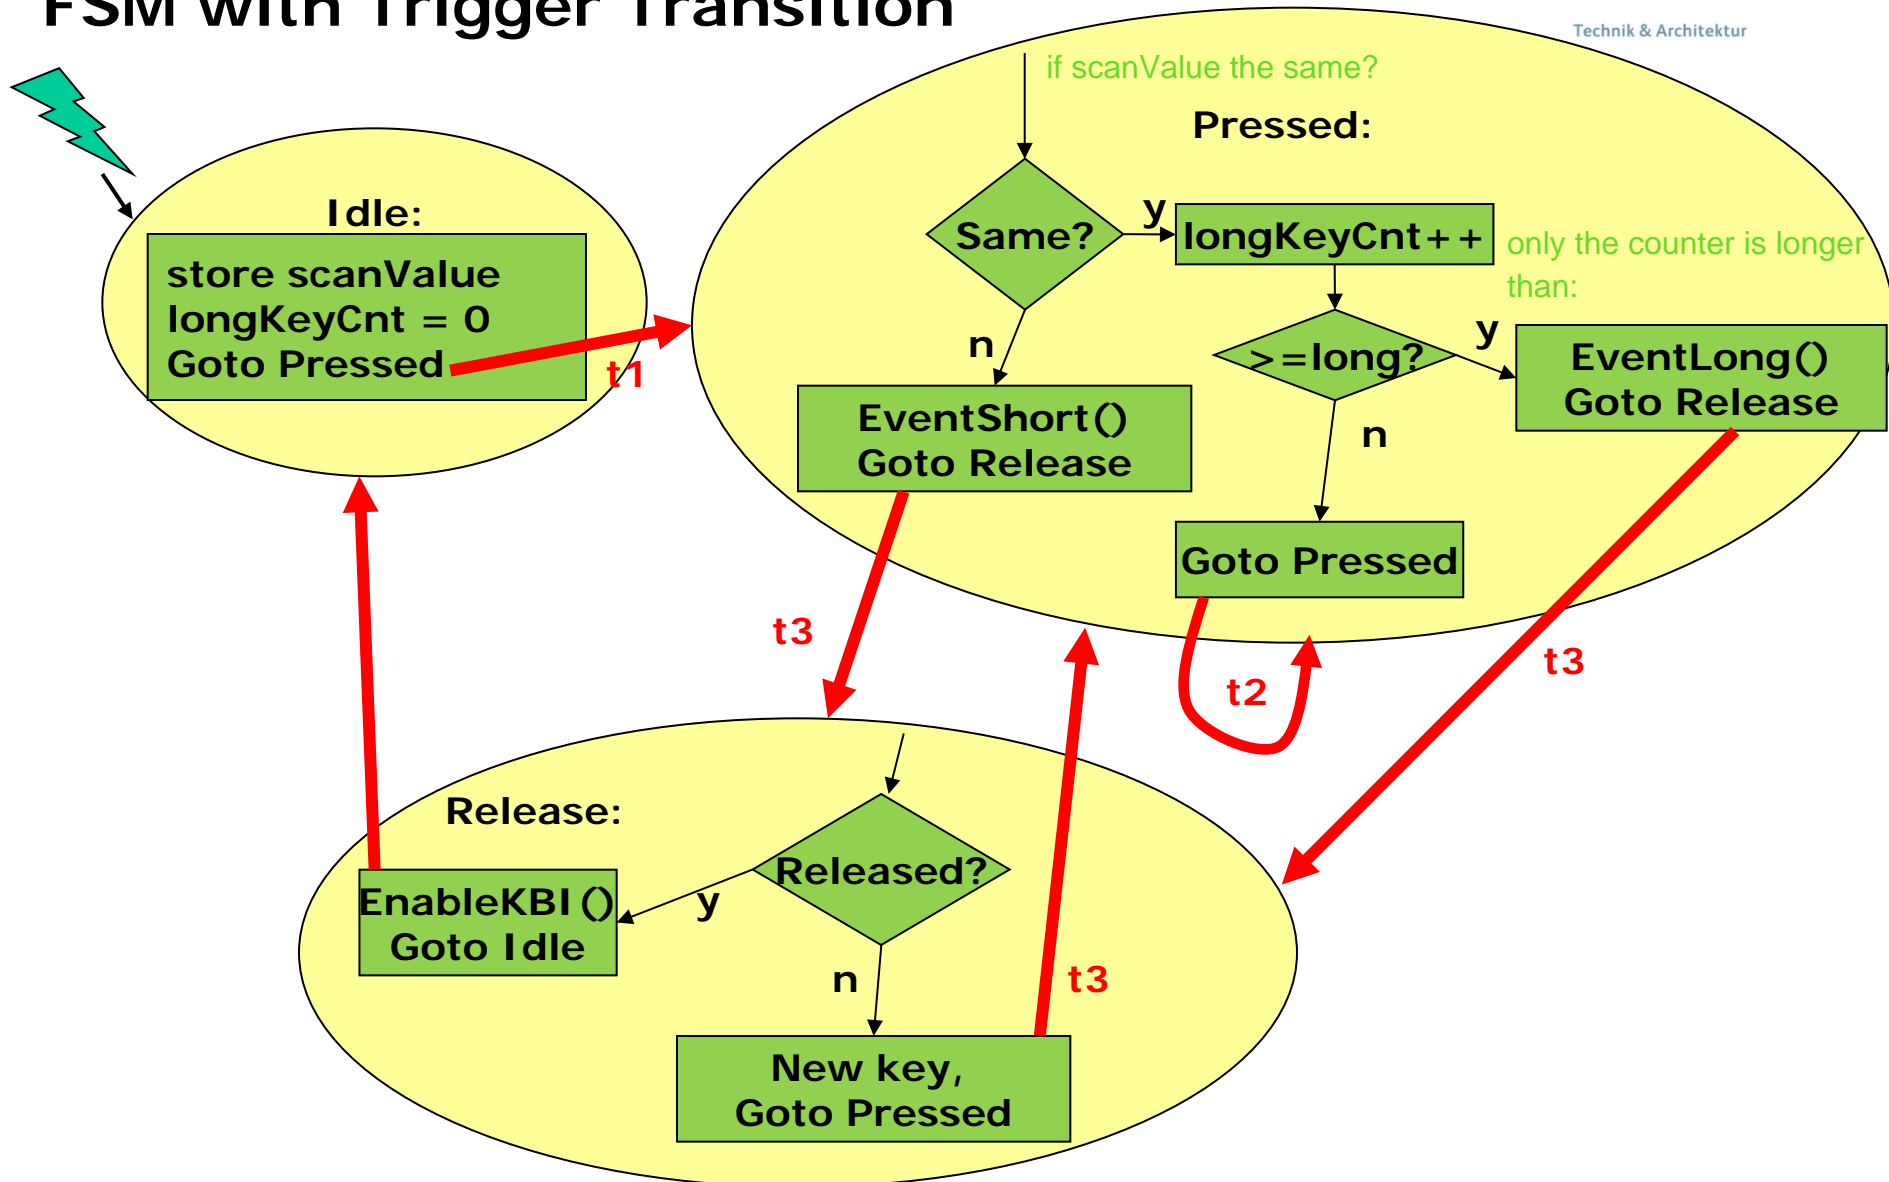 FSM with Trigger Transition
Technik & Architektur
if scanValue the same?
Pressed:
Idle:
store scanValue
longKeyCnt = 0
Goto Pressed
t1
Same?
y
longKeyCnt++
only the counter is longer
than:
n
>=long?
y
EventLong()
Goto Release
EventShort()
Goto Release
n
Goto Pressed
t3
t2
t3
Release:
Released?
y
EnableKBI()
Goto Idle
n
t3
New key,
Goto Pressed